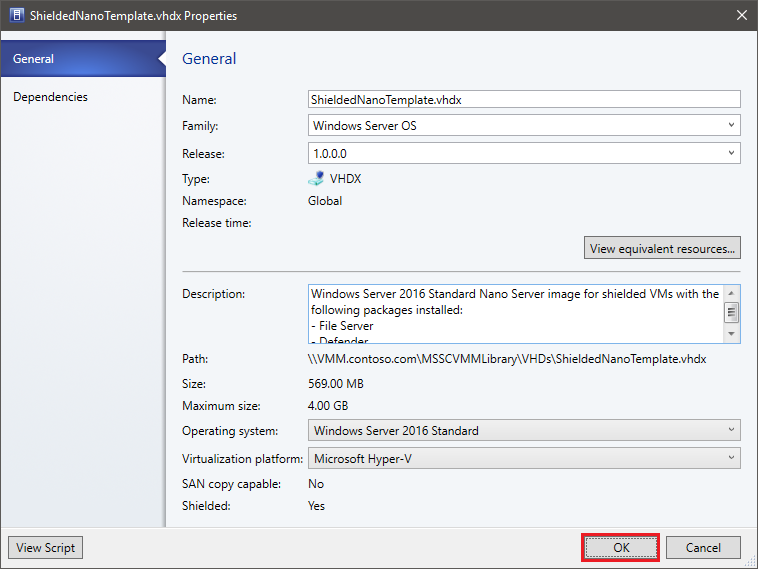 ShieldedNanoTemplate.vhdx Properties
General
Dependencies
General
Name: ShieldedNanoTemplate.vhdx
Family: Windows Server OS
Release: 1.0.0.0
Type: VHDX
Namespace: Global
Release time:
View equivalent resources...
Description: Windows Server 2016 Standard Nano Server image for shielded VMs with the
following packages installed:
- File Server
- Defender
Path: \\VMM.contoso.com\MSSCVMMLibrary\VHDs\ShieldedNanoTemplate.vhdx
Size: 569.00 MB
Maximum size: 4.00 GB
Operating system: Windows Server 2016 Standard
Virtualization platform: Microsoft Hyper-V
SAN copy capable: No
Shielded: Yes
View Script OK Cancel